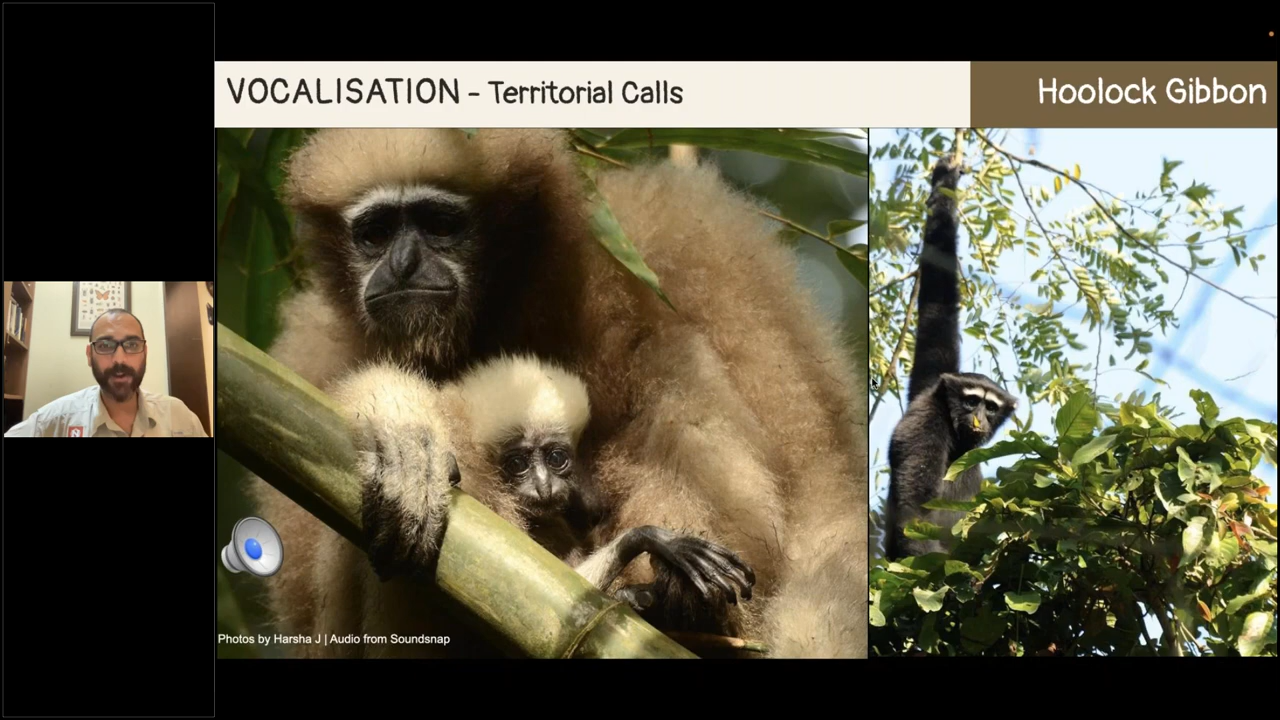 VOCALISATION - Territorial Calls
Hoolock Gibbon
Photos by Harsha J | Audio from Soundsnap